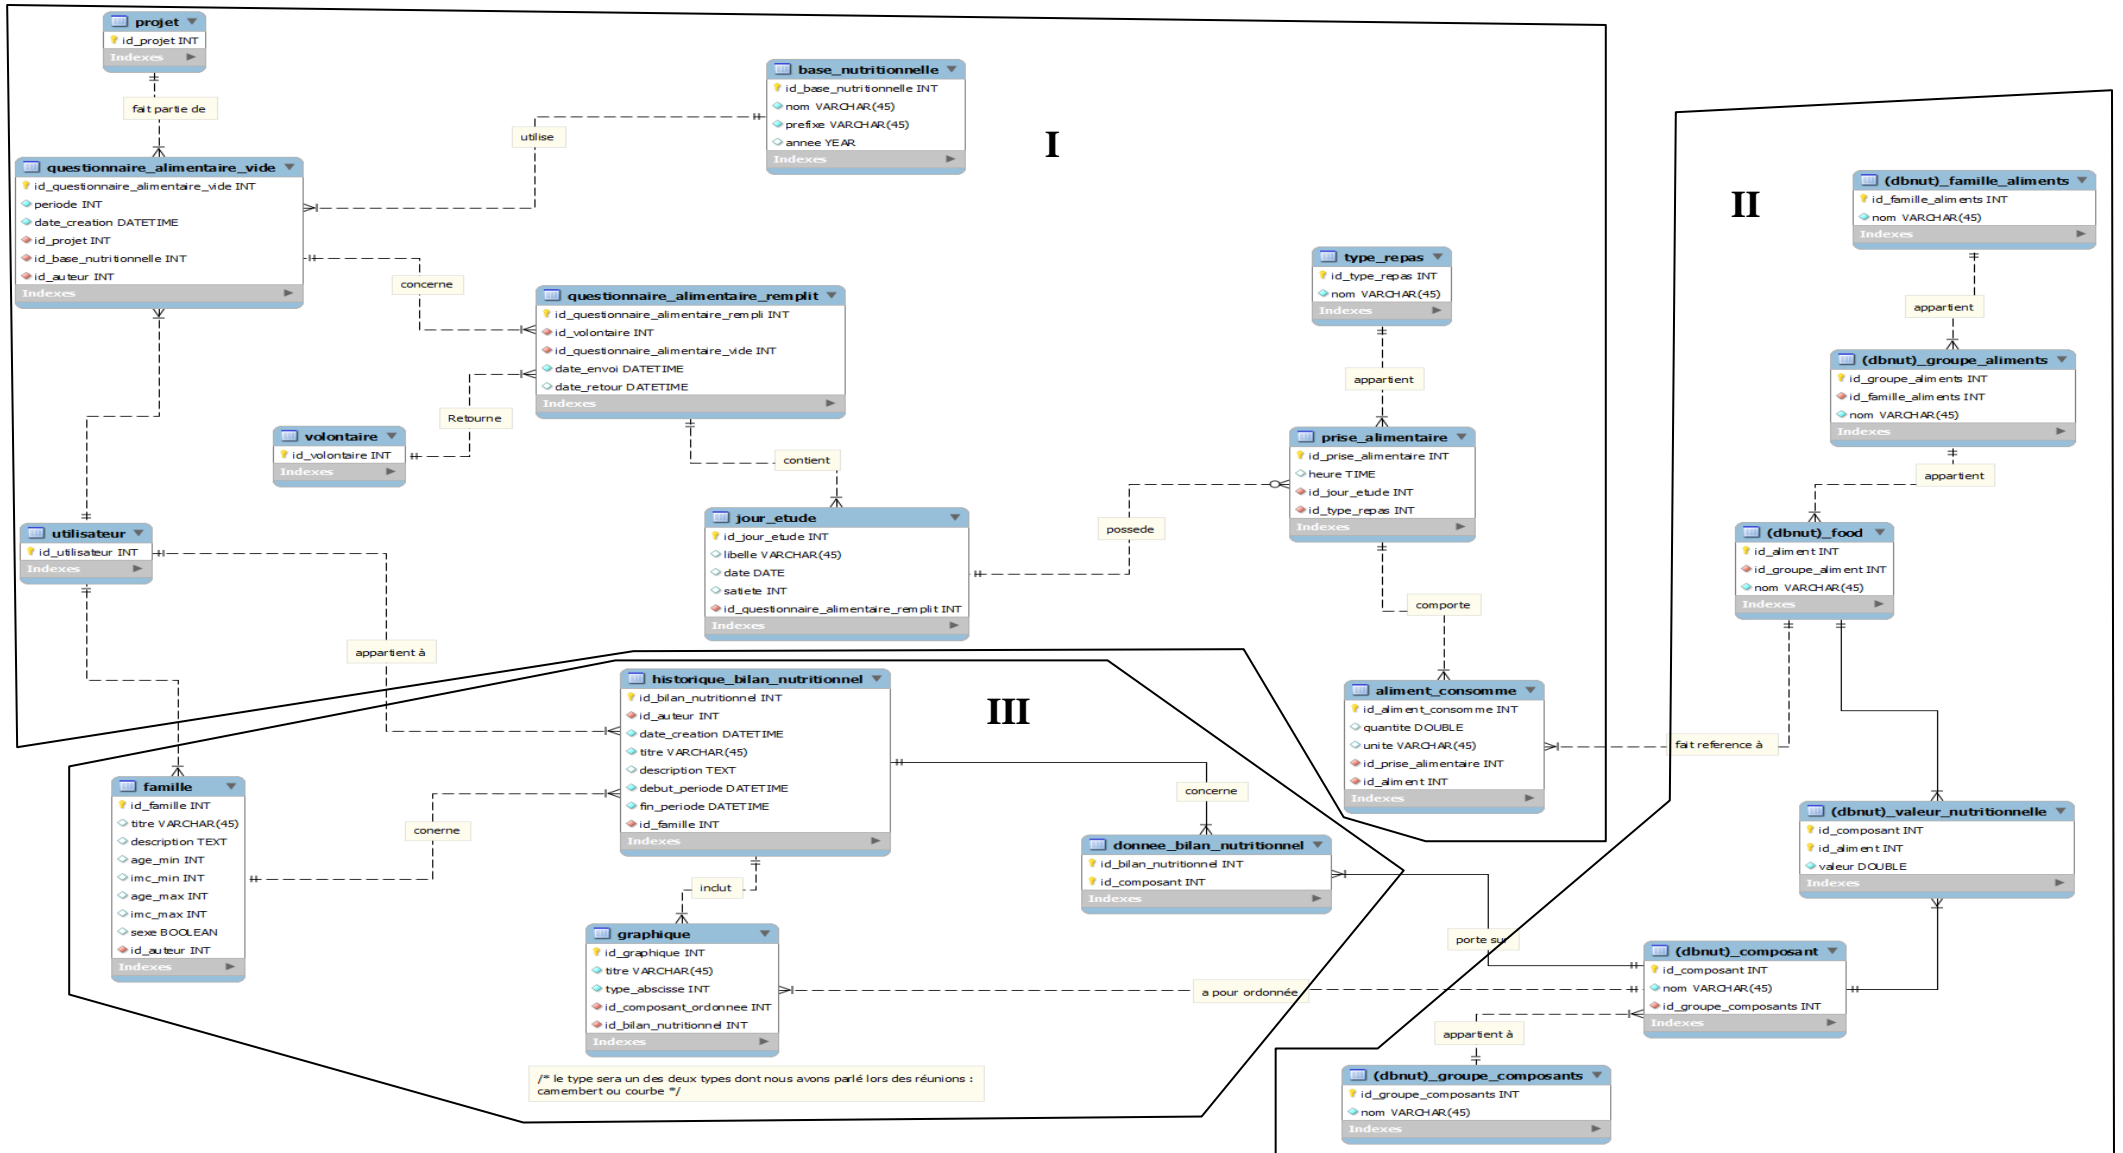 projet
id_projet INT
Indexes
fait partie de
base_nutritionnelle
id_base_nutritionnelle INT
nom VARCHAR(45)
prefixe VARCHAR(45)
annee YEAR
Indexes
utilise
I
questionnaire_alimentaire_vide
id_questionnaire_alimentaire_vide INT
periode INT
date_creation DATETIME
id_projet INT
id_base_nutritionnelle INT
id_auteur INT
Indexes
concerne
questionnaire_alimentaire_remplit
id_questionnaire_alimentaire_rempli INT
id_volontaire INT
id_questionnaire_alimentaire_vide INT
date_envoi DATETIME
date_retour DATETIME
Indexes
Retourne
volontaire
id_volontaire INT
Indexes
contient
type_repas
id_type_repas INT
nom VARCHAR(45)
Indexes
appartient
prise_alimentaire
id_prise_alimentaire INT
heure TIME
id_jour_etude INT
id_type_repas INT
Indexes
possede
utilisateur
id_utilisateur INT
Indexes
jour_etude
id_jour_etude INT
libelle VARCHAR(45)
date DATE
satiete INT
id_questionnaire_alimentaire_remplit INT
Indexes
comporte
appartient à
aliment_consomme
id_aliment_consomme INT
quantite DOUBLE
unite VARCHAR(45)
id_prise_alimentaire INT
id_aliment INT
Indexes
fait reference à
II
(dbnut)_famille_aliments
id_famille_aliments INT
nom VARCHAR(45)
Indexes
appartient
(dbnut)_groupe_aliments
id_groupe_aliments INT
id_famille_aliments INT
nom VARCHAR(45)
Indexes
appartient
(dbnut)_food
id_aliment INT
id_groupe_aliment INT
nom VARCHAR(45)
Indexes
(dbnut)_valeur_nutritionnelle
id_composant INT
id_aliment INT
valeur DOUBLE
Indexes
(dbnut)_composant
id_composant INT
nom VARCHAR(45)
id_groupe_composants INT
Indexes
appartient à
(dbnut)_groupe_composants
id_groupe_composants INT
nom VARCHAR(45)
Indexes
III
historique_bilan_nutritionnel
id_bilan_nutritionnel INT
id_auteur INT
date_creation DATETIME
titre VARCHAR(45)
description TEXT
debut_periode DATETIME
fin_periode DATETIME
id_famille INT
Indexes
concerne
famille
id_famille INT
titre VARCHAR(45)
description TEXT
age_min INT
imc_min INT
age_max INT
imc_max INT
sexe BOOLEAN
id_auteur INT
Indexes
conerne
donnee_bilan_nutritionnel
id_bilan_nutritionnel INT
id_composant INT
Indexes
inclut
porte sur
graphique
id_graphique INT
titre VARCHAR(45)
type_abscisse INT
id_composant_ordonnee INT
id_bilan_nutritionnel INT
Indexes
a pour ordonnée
/* le type sera un des deux types dont nous avons parlé lors des réunions :
camembert ou courbe */